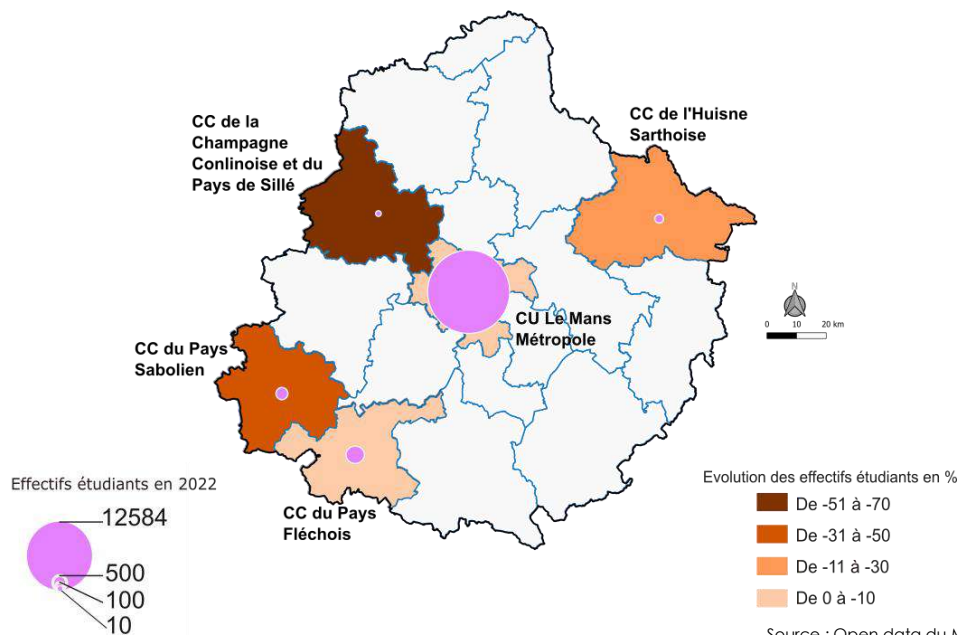 CC de la
Champagne
Conlinoise et du
Pays de Sillé
CC de l'Huisne
Sarthoise
N
0 10 20 km
CU Le Mans
Métropole
CC du Pays
Sabolien
CC du Pays
Fléchois
Effectifs étudiants en 2022
12584
500
100
10
Evolution des effectifs étudiants en %
De -51 à -70
De -31 à -50
De -11 à -30
De 0 à -10
Source : Open data du